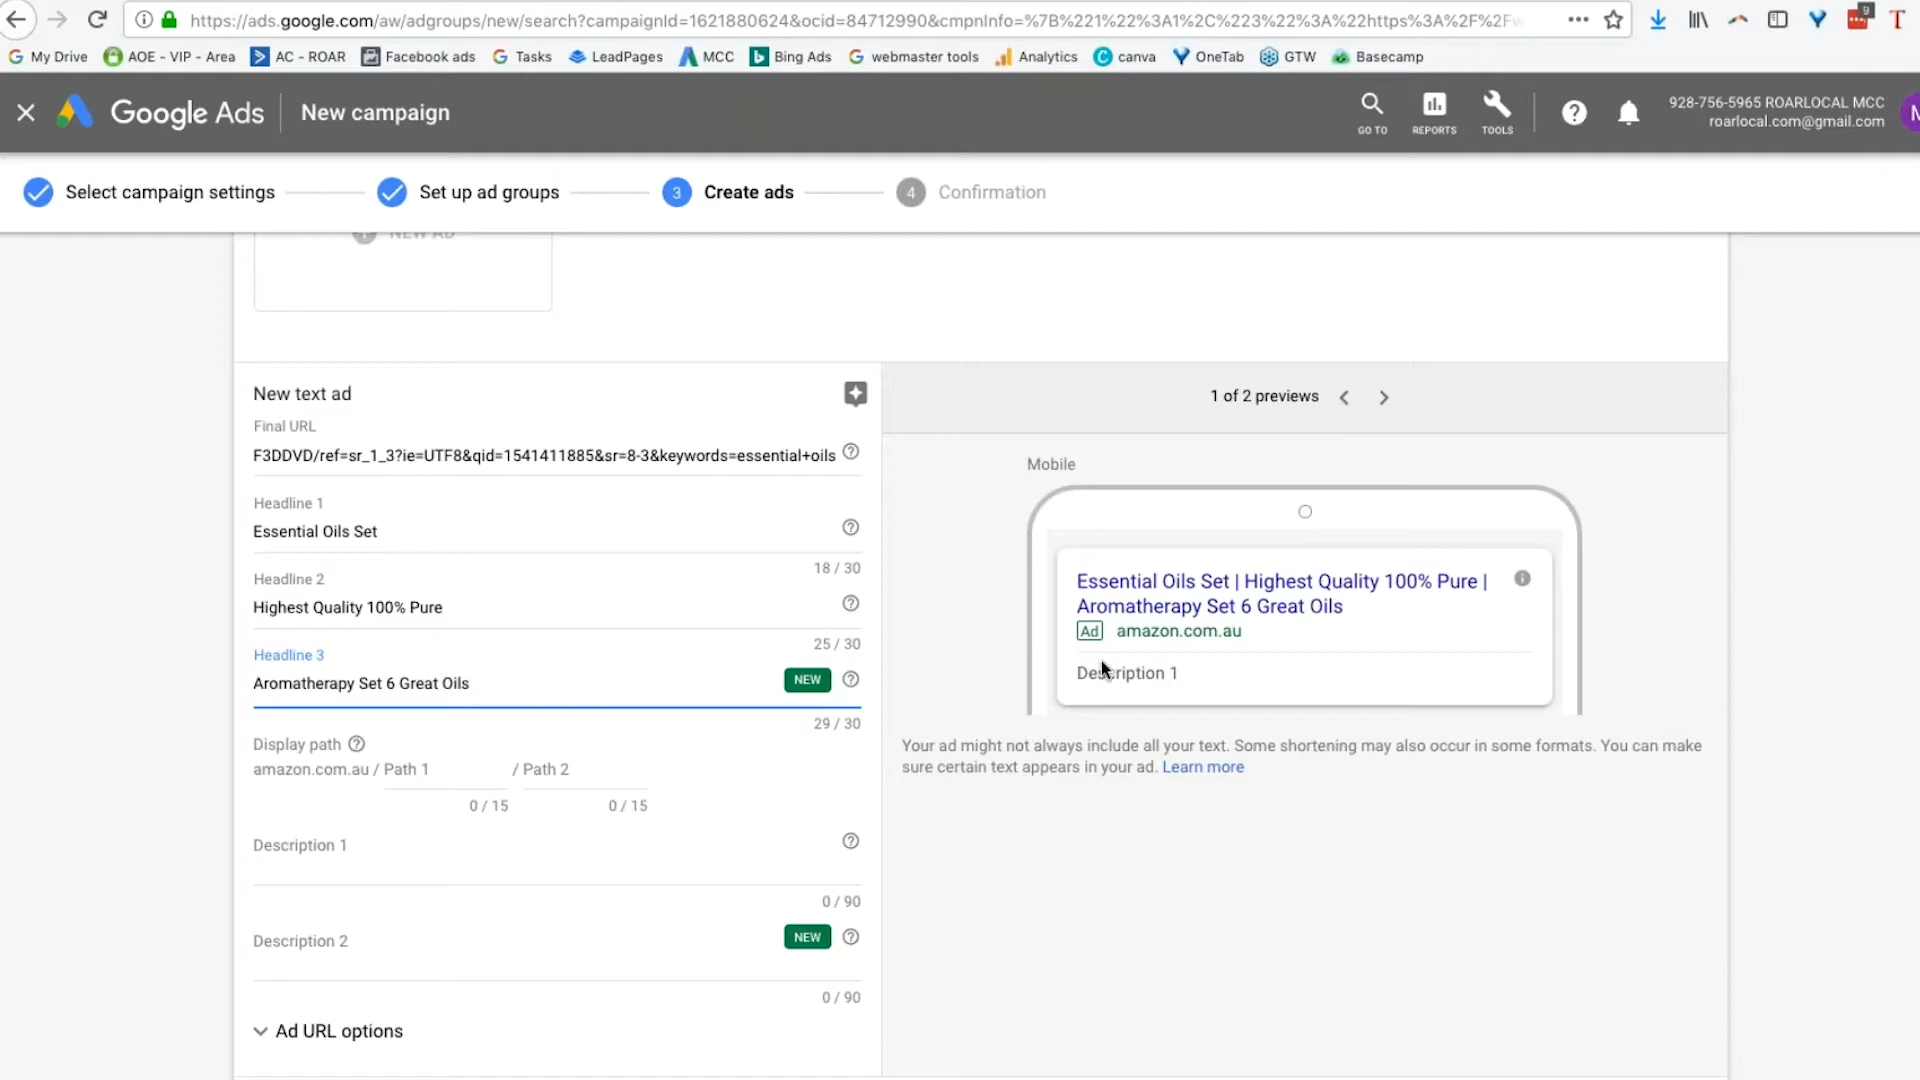 https://ads.google.com/aw/adgroups/new/search?campaignId=1621880624&ocid=84712990&cmpnInfo=%7B%221%22%3A1%2C%223%22%3A%22https%3A%2F%2Fw
9
My Drive AOE - VIP - Area AC - ROAR Facebook ads Tasks LeadPages MCC Bing Ads webmaster tools Analytics canva OneTab GTW Basecamp
Google Ads New campaign
GO TO REPORTS TOOLS
928-756-5965 ROARLOCAL MCC
roarlocal.com@gmail.com
Select campaign settings Set up ad groups 3 Create ads 4 Confirmation
NEW AD
New text ad
Final URL
F3DDVD/ref=sr_1_3?ie=UTF8&qid=1541411885&sr=8-3&keywords=essential+oils
Headline 1
Essential Oils Set
18 / 30
Headline 2
Highest Quality 100% Pure
25 / 30
Headline 3
Aromatherapy Set 6 Great Oils
NEW
29 / 30
Display path
amazon.com.au / Path 1 / Path 2
0 / 15 0 / 15
Description 1
0 / 90
Description 2
NEW
0 / 90
Ad URL options
1 of 2 previews
Mobile
Essential Oils Set | Highest Quality 100% Pure |
Aromatherapy Set 6 Great Oils
Ad amazon.com.au
Description 1
Your ad might not always include all your text. Some shortening may also occur in some formats. You can make
sure certain text appears in your ad. Learn more